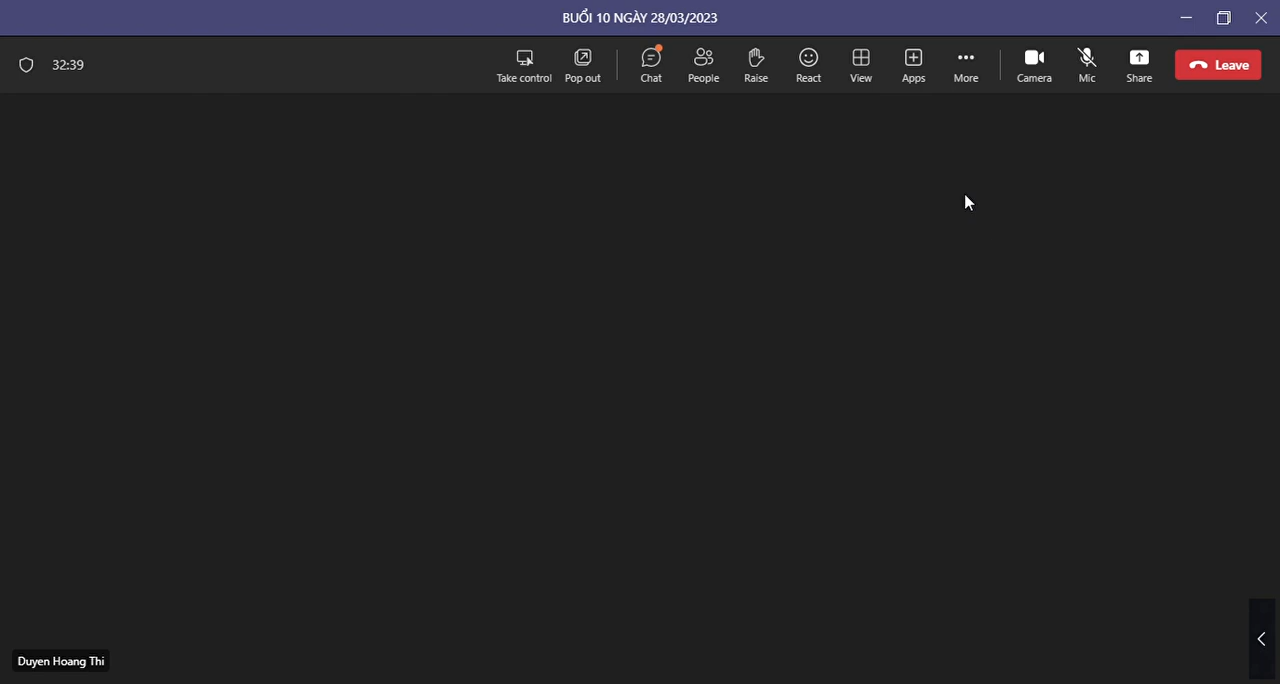 BUỔI 10 NGÀY 28/03/2023
32:39
Take control
Pop out
Chat
People
Raise
React
View
Apps
More
Camera
Mic
Share
Leave
Duyen Hoang Thi